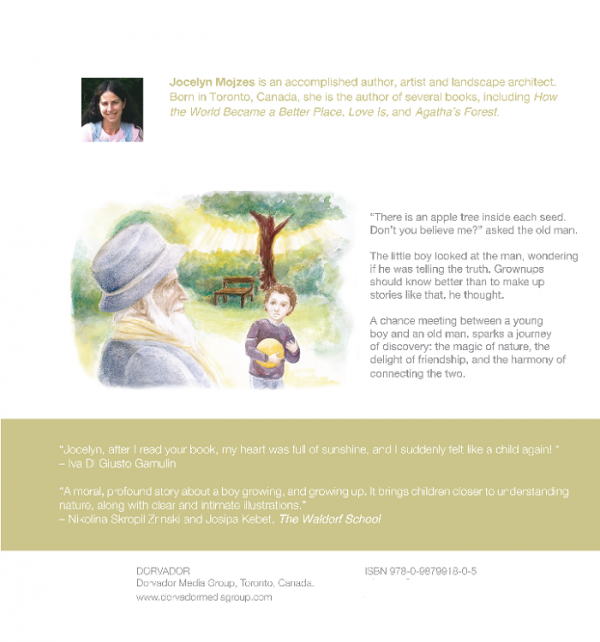 Jocelyn Mojzes is an accomplished author, artist and landscape architect.
Born in Toronto, Canada, she is the author of several books, including How
the World Became a Better Place, Love Is, and Agatha's Forest.
“There is an apple tree inside each seed.
Don't you believe me?” asked the old man.
The little boy looked at the man, wondering
if he was telling the truth. Grownups
should know better than to make up
stories like that, he thought.
A chance meeting between a young
boy and an old man, sparks a journey
of discovery: the magic of nature, the
delight of friendship, and the harmony of
connecting the two.
“Jocelyn, after I read your book, my heart was full of sunshine, and I suddenly felt like a child again! “
– Iva Di Giusto Gamulin
“A moral, profound story about a boy growing, and growing up. It brings children closer to understanding
nature, along with clear and intimate illustrations.”
– Nikolina Skropil Zrinski and Josipa Kebet, The Waldorf School
DORVADOR
Dorvador Media Group, Toronto, Canada.
www.dorvadormediagroup.com
ISBN 978-0-9879918-0-5